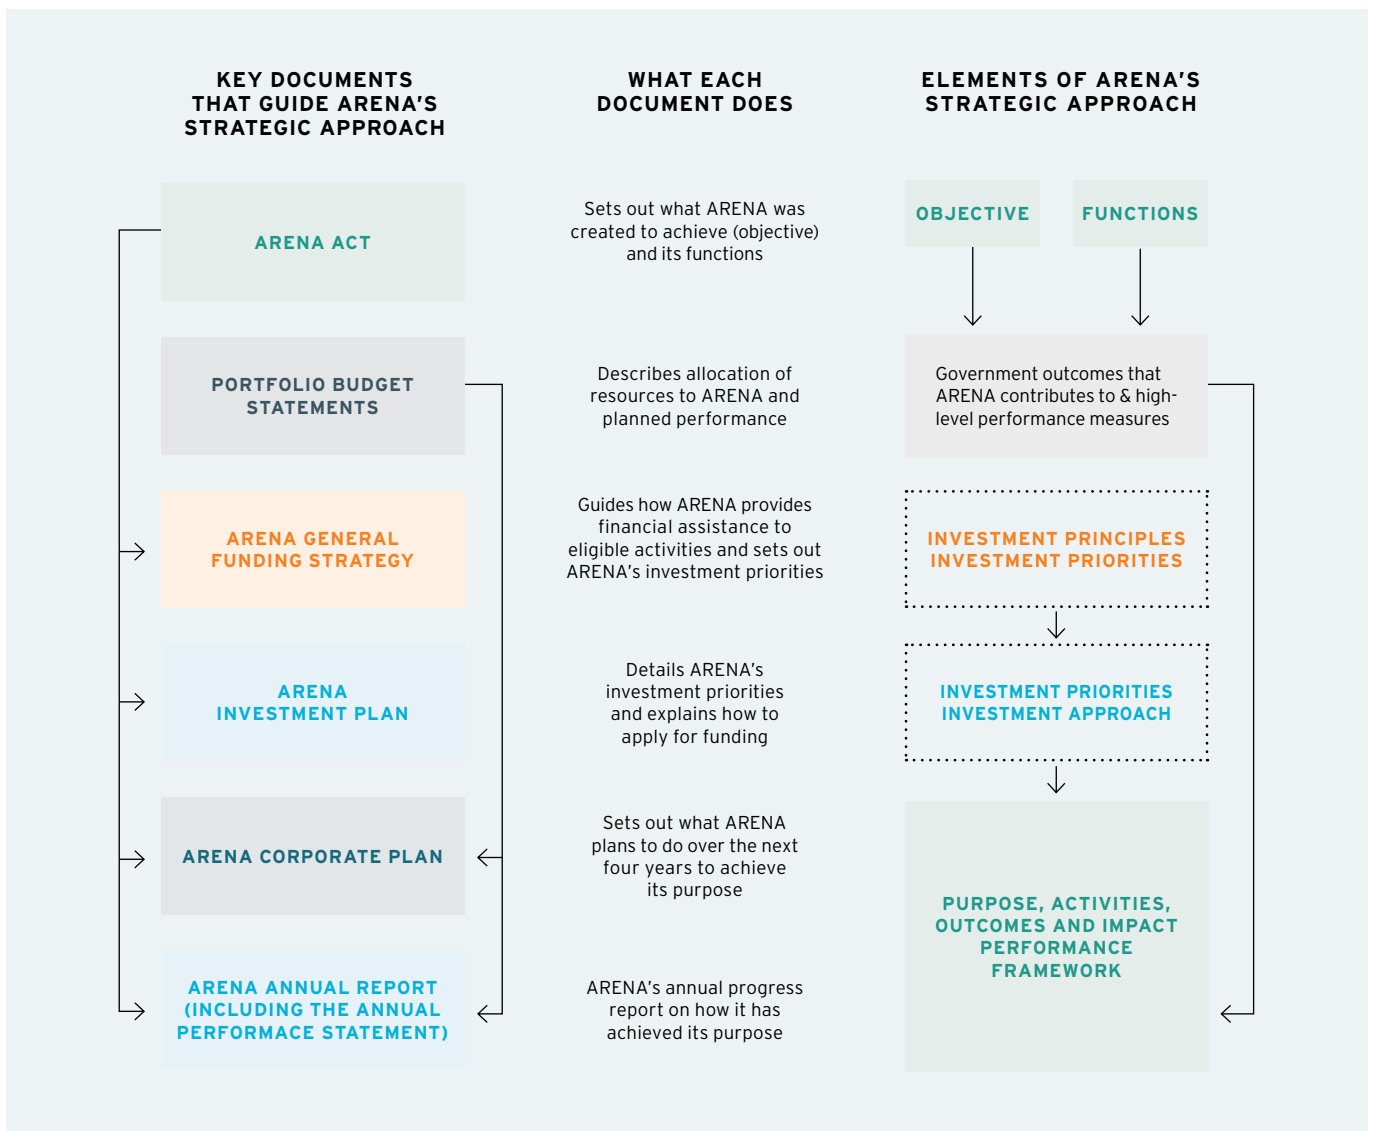 KEY DOCUMENTS
THAT GUIDE ARENA'S
STRATEGIC APPROACH
WHAT EACH
DOCUMENT DOES
ELEMENTS OF ARENA'S
STRATEGIC APPROACH
ARENA ACT
Sets out what ARENA was
created to achieve (objective)
and its functions
OBJECTIVE
FUNCTIONS
PORTFOLIO BUDGET
STATEMENTS
Describes allocation of
resources to ARENA and
planned performance
Government outcomes that
ARENA contributes to & high-
level performance measures
ARENA GENERAL
FUNDING STRATEGY
Guides how ARENA provides
financial assistance to
eligible activities and sets out
ARENA's investment priorities
INVESTMENT PRINCIPLES
INVESTMENT PRIORITIES
ARENA
INVESTMENT PLAN
Details ARENA's
investment priorities
and explains how to
apply for funding
INVESTMENT PRIORITIES
INVESTMENT APPROACH
ARENA CORPORATE PLAN
Sets out what ARENA
plans to do over the next
four years to achieve
its purpose
PURPOSE, ACTIVITIES,
OUTCOMES AND IMPACT
PERFORMANCE
FRAMEWORK
ARENA ANNUAL REPORT
(INCLUDING THE ANNUAL
PERFORMACE STATEMENT)
ARENA's annual progress
report on how it has
achieved its purpose